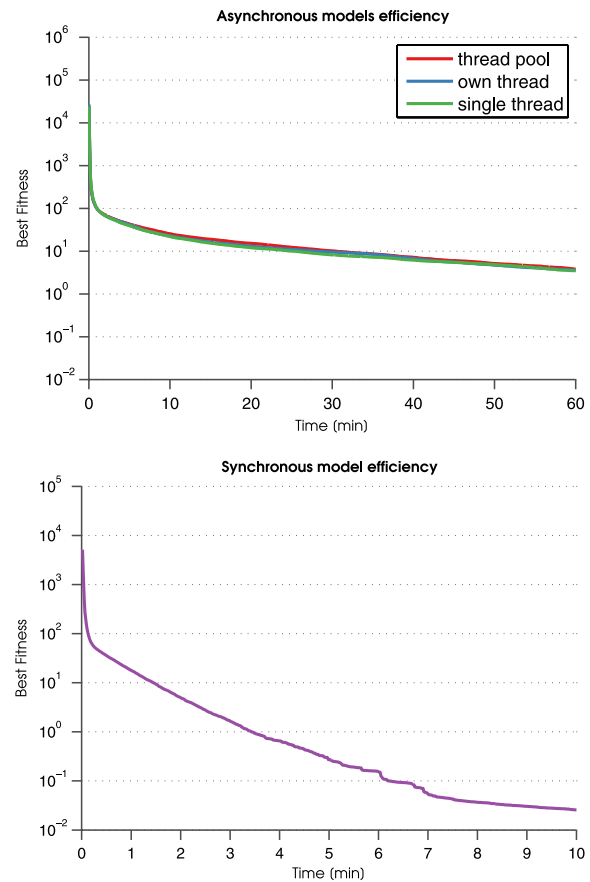 Asynchronous models efficiency
10^6
10^5
10^4
10^3
10^2
10^1
10^0
10^−1
10^−2
Best Fitness
thread pool
own thread
single thread
0 10 20 30 40 50 60
Time (min)
Synchronous model efficiency
10^5
10^4
10^3
10^2
10^1
10^0
10^−1
10^−2
Best Fitness
0 1 2 3 4 5 6 7 8 9 10
Time (min)